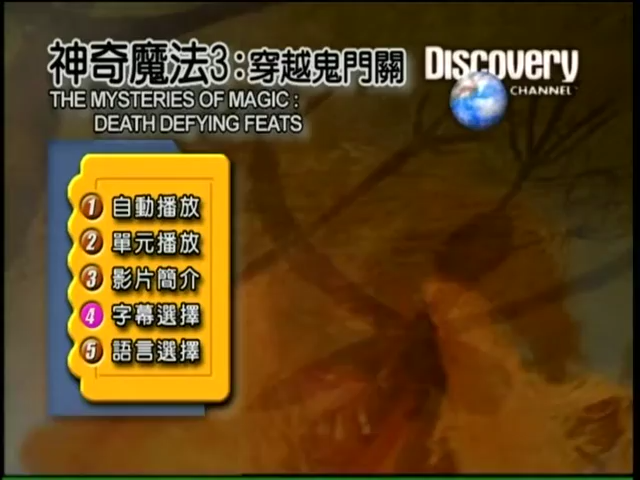 神奇魔法3:穿越鬼門關
Discovery
CHANNEL
THE MYSTERIES OF MAGIC :
DEATH DEFYING FEATS
1 自動播放
2 單元播放
3 影片簡介
4 字幕選擇
5 語言選擇